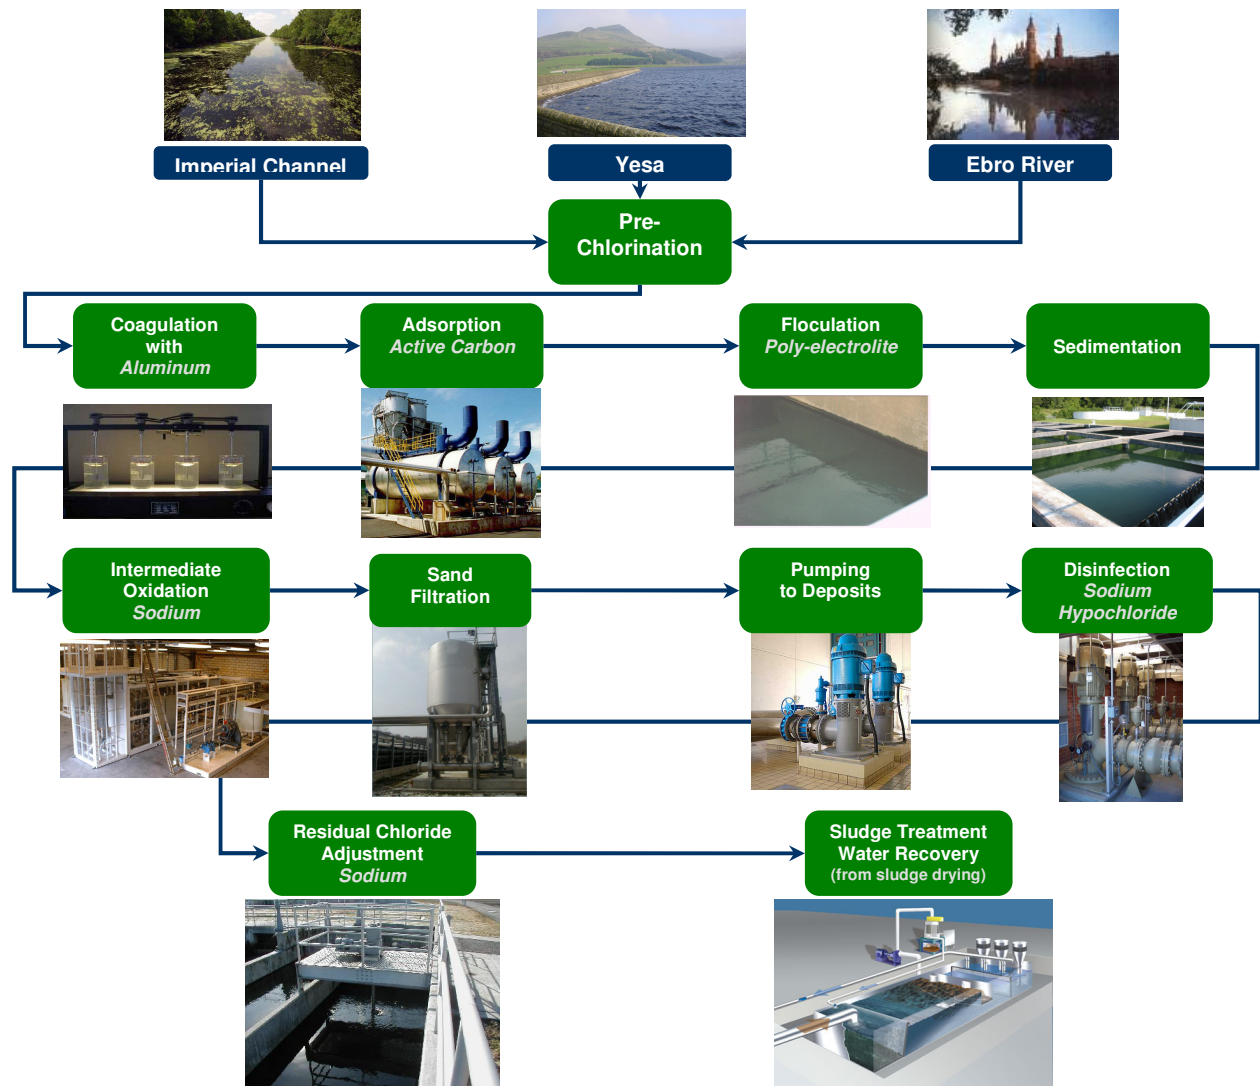 Imperial Channel
Yesa
Ebro River
Pre-
Chlorination
Coagulation
with
Aluminum
Adsorption
Active Carbon
Floculation
Poly-electrolite
Sedimentation
Intermediate
Oxidation
Sodium
Sand
Filtration
Pumping
to Deposits
Disinfection
Sodium
Hypochloride
Residual Chloride
Adjustment
Sodium
Sludge Treatment
Water Recovery
(from sludge drying)